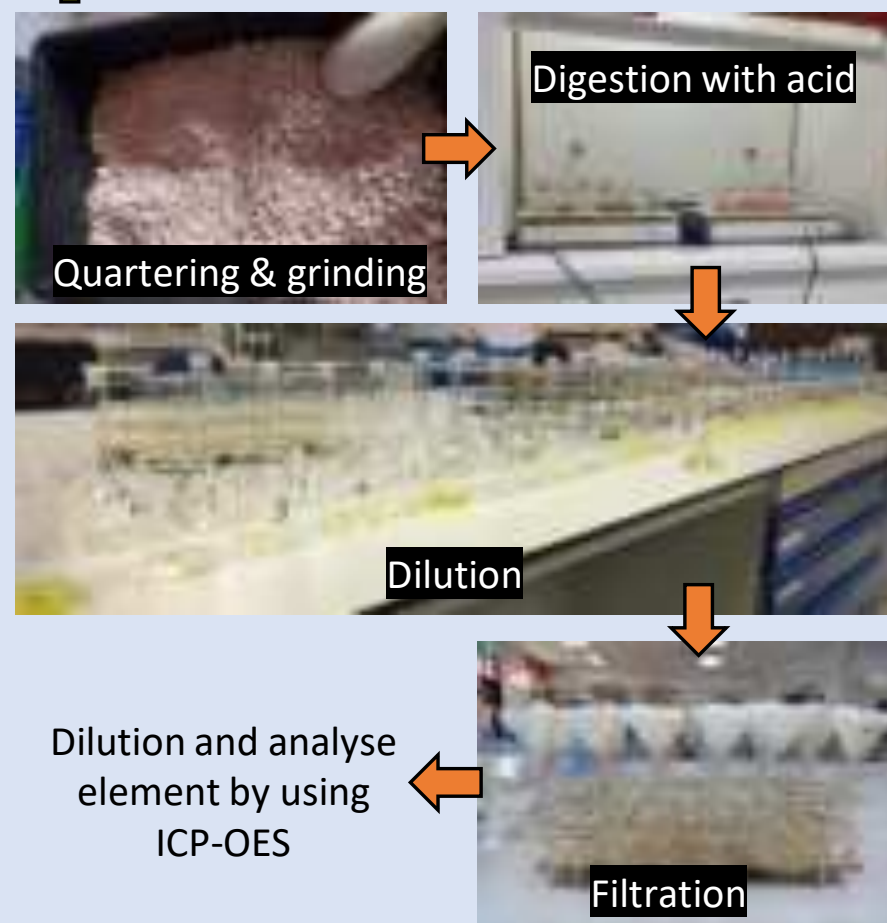 Quartering & grinding
Digestion with acid
Dilution
Filtration
Dilution and analyse
element by using
ICP-OES